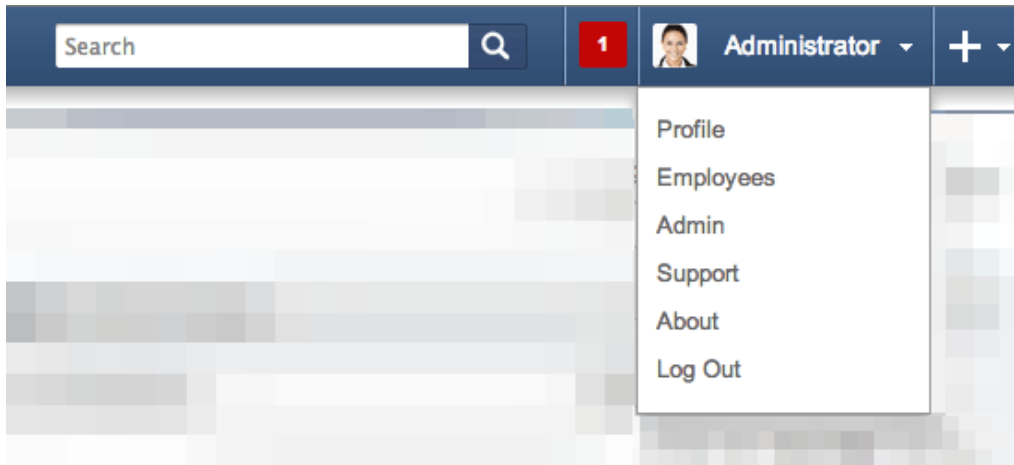 Search
1
Administrator
Profile
Employees
Admin
Support
About
Log Out